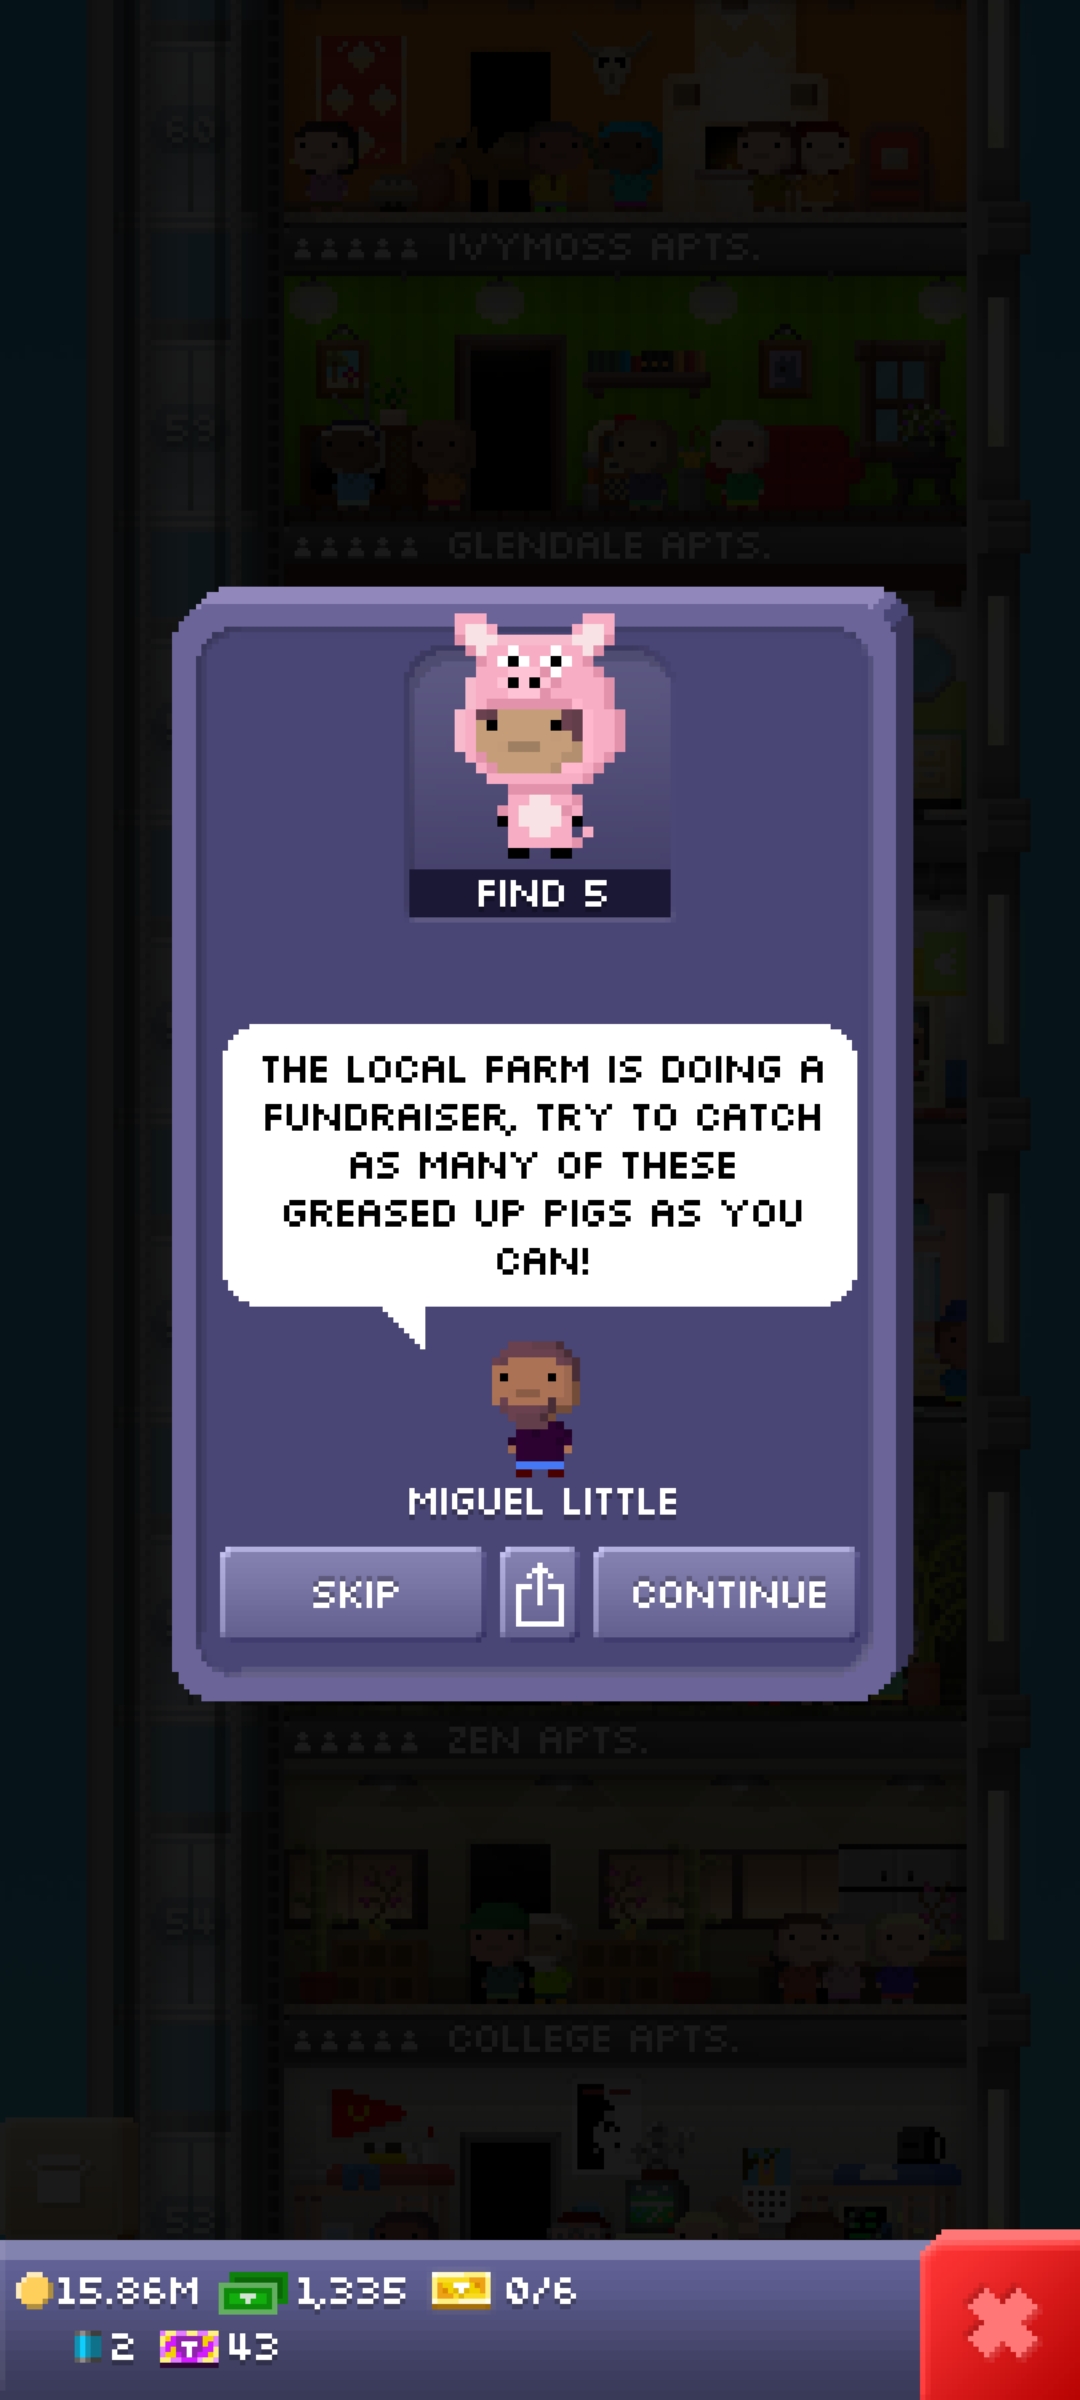 60
IVYMOSS APTS.
59
GLENDALE APTS.
FIND 5
THE LOCAL FARM IS DOING A
FUNDRAISER, TRY TO CATCH
AS MANY OF THESE
GREASED UP PIGS AS YOU
CAN!
MIGUEL LITTLE
SKIP
CONTINUE
ZEN APTS.
54
COLLEGE APTS.
53
15.86M 1,335 0/6
2 43